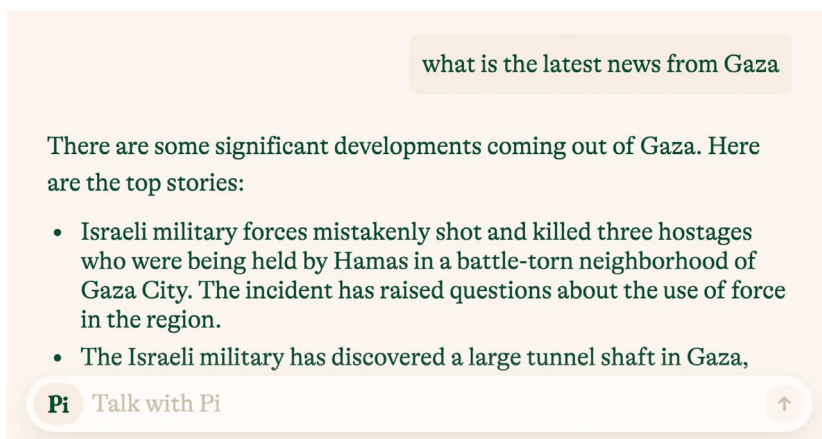 what is the latest news from Gaza
There are some significant developments coming out of Gaza. Here
are the top stories:
• Israeli military forces mistakenly shot and killed three hostages
who were being held by Hamas in a battle-torn neighborhood of
Gaza City. The incident has raised questions about the use of force
in the region.
• The Israeli military has discovered a large tunnel shaft in Gaza,
Pi Talk with Pi